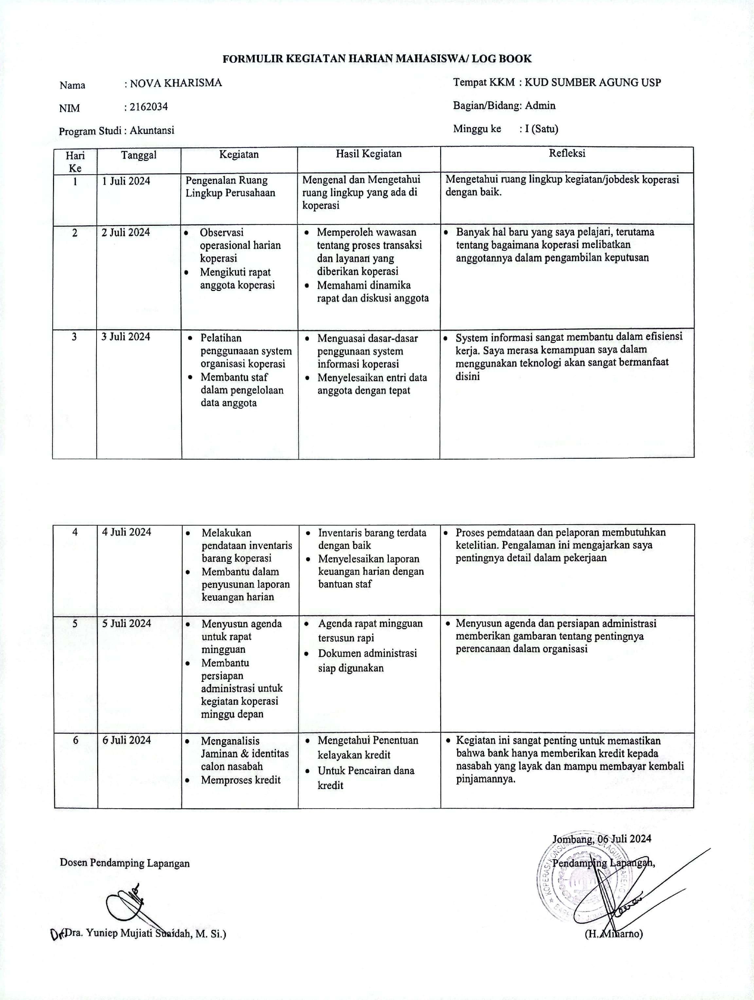 FORMULIR KEGIATAN HARIAN MAHASISWA/ LOG BOOK
Nama : NOVA KHARISMA
Tempat KKM : KUD SUMBER AGUNG USP
NIM : 2162034
Bagian/Bidang: Admin
Program Studi : Akuntansi
Minggu ke : I (Satu)
Hari
Ke
Tanggal
Kegiatan
Hasil Kegiatan
Refleksi
1
1 Juli 2024
Pengenalan Ruang
Lingkup Perusahaan
Mengenal dan Mengetahui
ruang lingkup yang ada di
koperasi
Mengetahui ruang lingkup kegiatan/jobdesk koperasi
dengan baik.
2
2 Juli 2024
• Observasi
operasional harian
koperasi
• Mengikuti rapat
anggota koperasi
• Memperoleh wawasan
tentang proses transaksi
dan layanan yang
diberikan koperasi
• Memahami dinamika
rapat dan diskusi anggota
• Banyak hal baru yang saya pelajari, terutama
tentang bagaimana koperasi melibatkan
anggotannya dalam pengambilan keputusan
3
3 Juli 2024
• Pelatihan
penggunaaan system
organisasi koperasi
• Membantu staf
dalam pengelolaan
data anggota
• Menguasai dasar-dasar
penggunaan system
informasi koperasi
• Menyelesaikan entri data
anggota dengan tepat
• System informasi sangat membantu dalam efisiensi
kerja. Saya merasa kemampuan saya dalam
menggunakan teknologi akan sangat bermanfaat
disini
4
4 Juli 2024
• Melakukan
pendataan inventaris
barang koperasi
• Membantu dalam
penyusunan laporan
keuangan harian
• Inventaris barang terdata
dengan baik
• Menyelesaikan laporan
keuangan harian dengan
bantuan staf
• Proses pemdataan dan pelaporan membutuhkan
ketelitian. Pengalaman ini mengajarkan saya
pentingnya detail dalam pekerjaan
5
5 Juli 2024
• Menyusun agenda
untuk rapat
mingguan
• Membantu
persiapan
administrasi untuk
kegiatan koperasi
minggu depan
• Agenda rapat mingguan
tersusun rapi
• Dokumen administrasi
siap digunakan
• Menyusun agenda dan persiapan administrasi
memberikan gambaran tentang pentingnya
perencanaan dalam organisasi
6
6 Juli 2024
• Menganalisis
Jaminan & identitas
calon nasabah
• Memproses kredit
• Mengetahui Penentuan
kelayakan kredit
• Untuk Pencairan dana
kredit
• Kegiatan ini sangat penting untuk memastikan
bahwa bank hanya memberikan kredit kepada
nasabah yang layak dan mampu membayar kembali
pinjamannya.
Jombang, 06 Juli 2024
Dosen Pendamping Lapangan
Pendamping Lapangan,
KOPERASI KONSUMEN
Dr(Dra. Yuniep Mujiati Suaidah, M. Si.)
(H. Minarno)